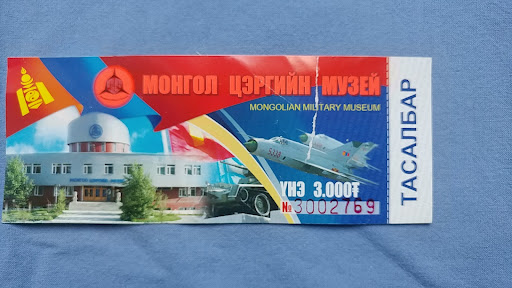 МОНГОЛ ЦЭРГИЙН МУЗЕЙ
MONGOLIAN MILITARY MUSEUM
ҮНЭ 3.000₮
№3002769
ТАСАЛБАР